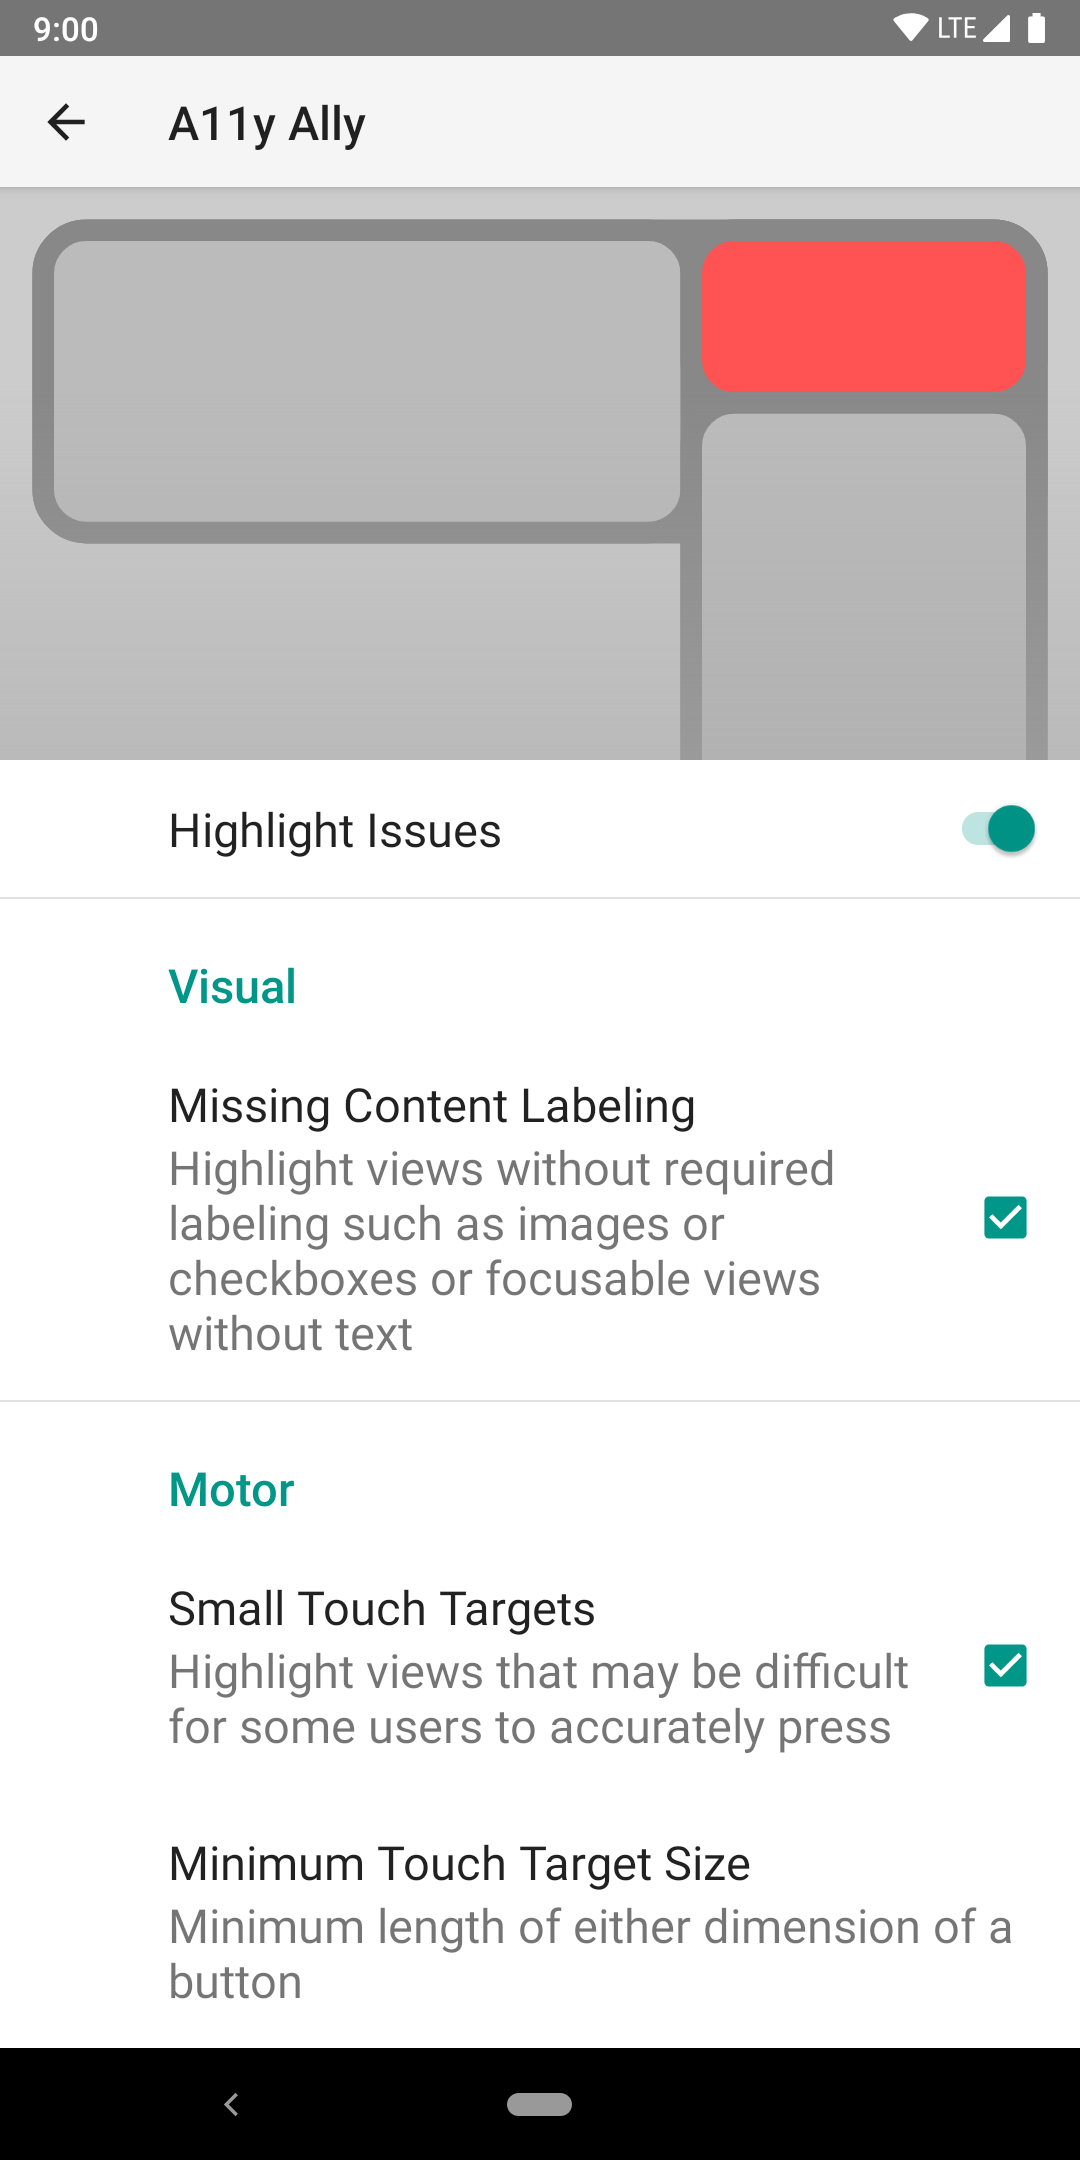 9:00 LTE
A11y Ally
Highlight Issues
Visual
Missing Content Labeling
Highlight views without required
labeling such as images or
checkboxes or focusable views
without text
Motor
Small Touch Targets
Highlight views that may be difficult
for some users to accurately press
Minimum Touch Target Size
Minimum length of either dimension of a
button